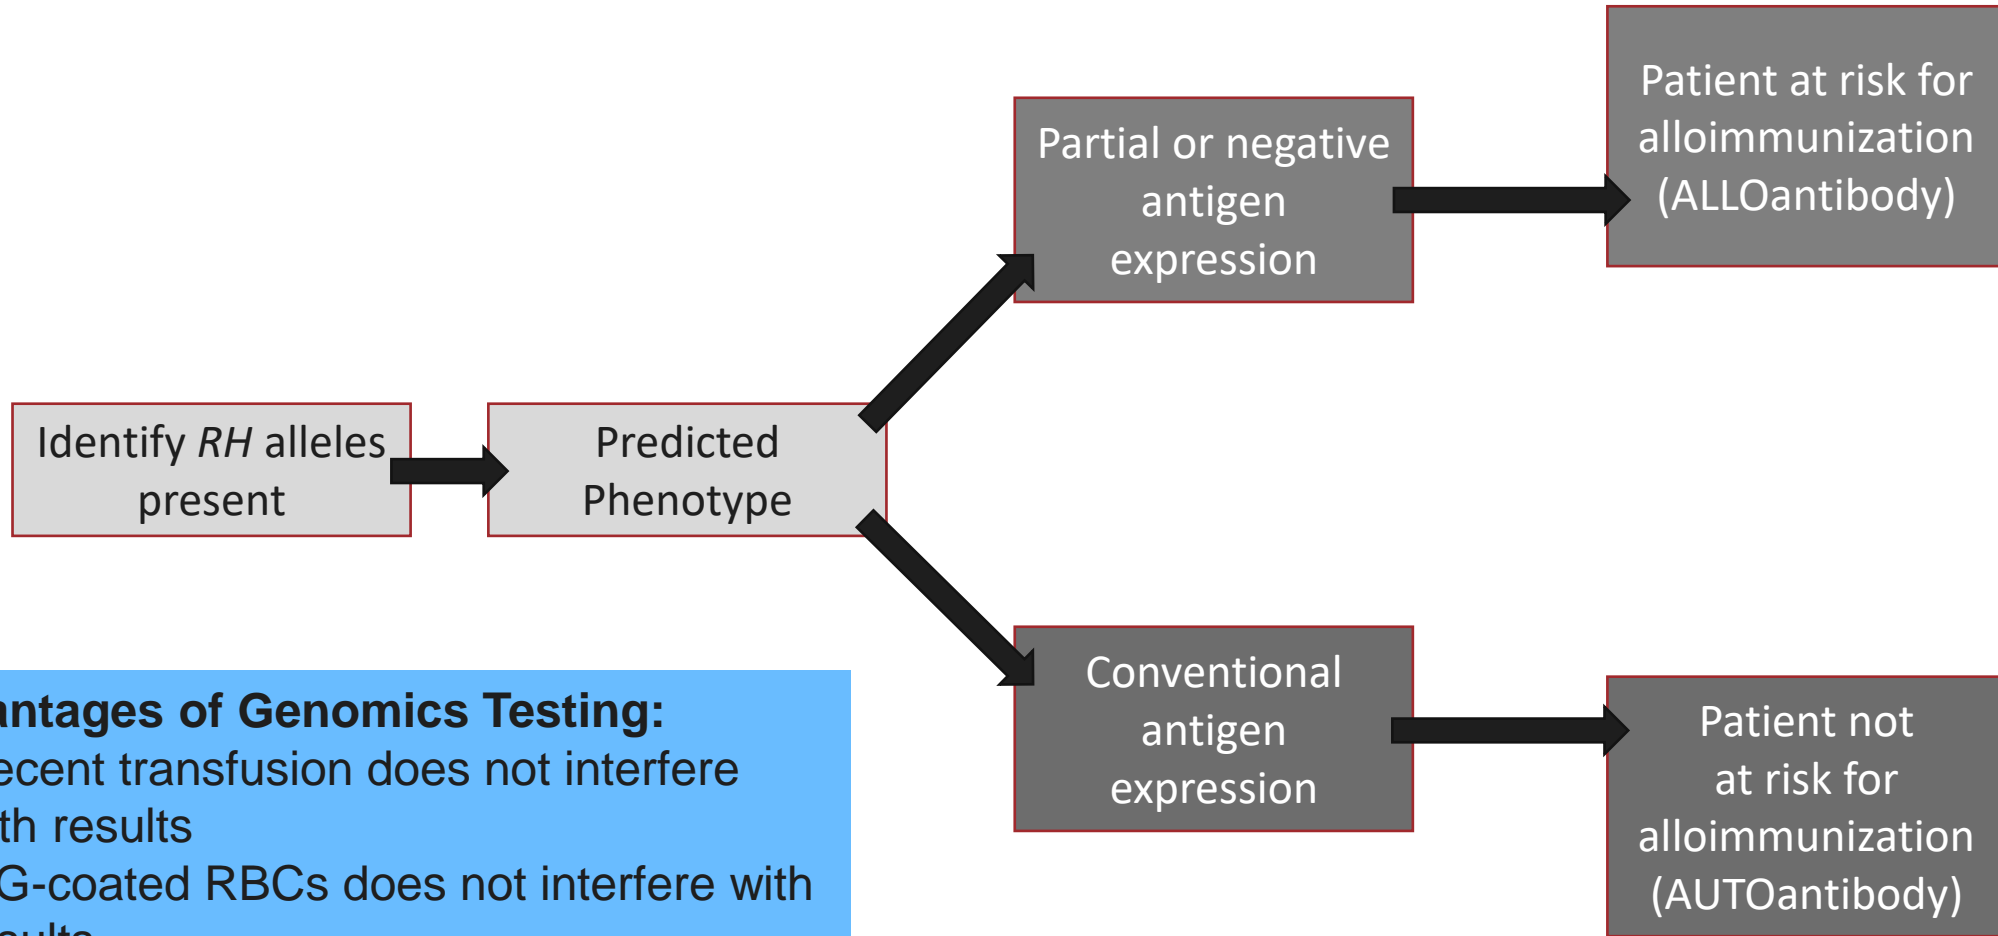 Patient at risk for
alloimmunization
(ALLOantibody)
Partial or negative
antigen
expression
Identify RH alleles
present
Predicted
Phenotype
Conventional
antigen
expression
Patient not
at risk for
alloimmunization
(AUTOantibody)
antages of Genomics Testing:
ecent transfusion does not interfere
th results
G-coated RBCs does not interfere with
sults